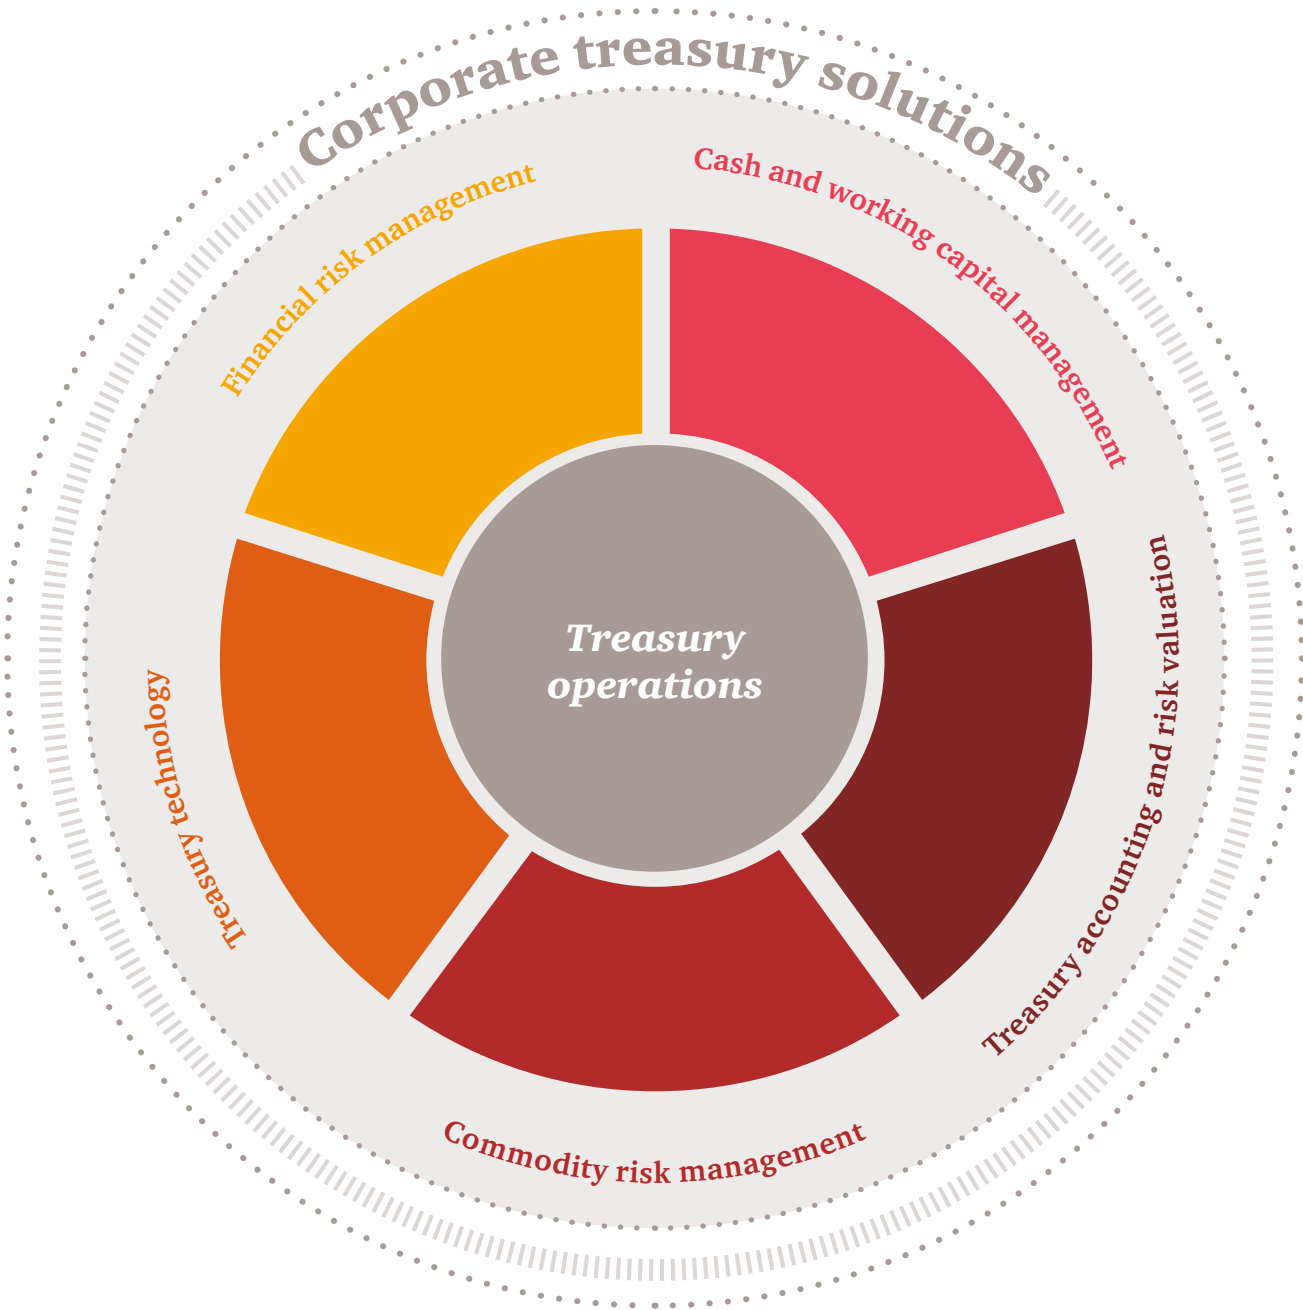 Corporate treasury solutions
Financial risk management
Cash and working capital management
Treasury accounting and risk valuation
Commodity risk management
Treasury technology
Treasury
operations